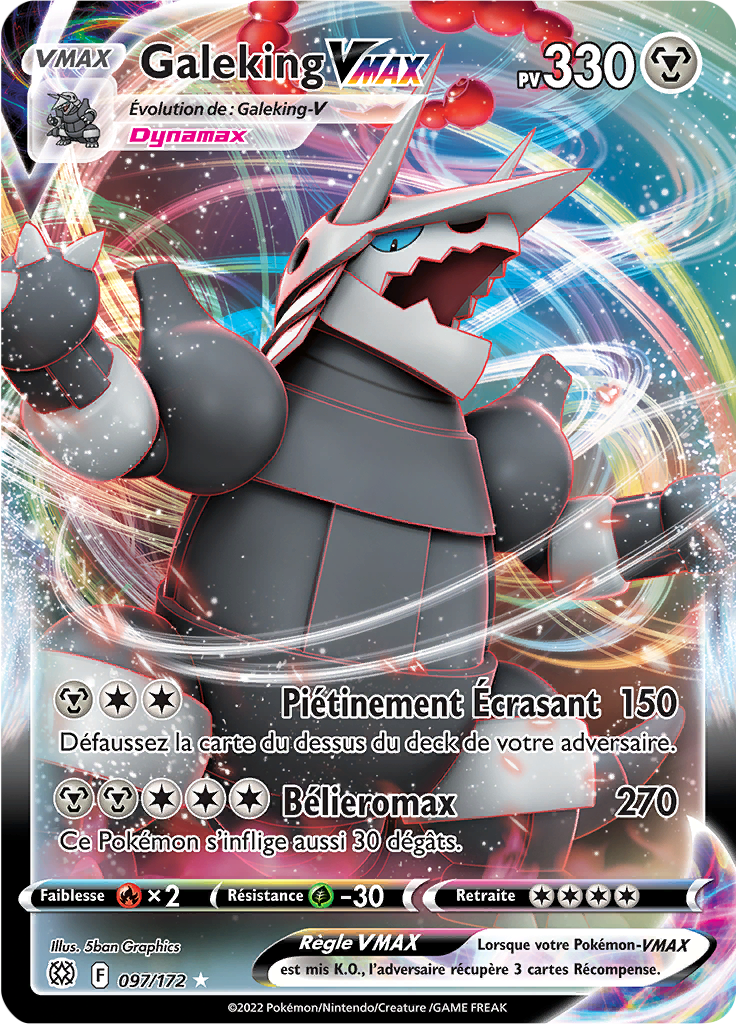 VMAX
Galeking VMAX
PV 330
Évolution de : Galeking-V
Dynamax
Piétinement Écrasant 150
Défaussez la carte du dessus du deck de votre adversaire.
Bélieromax 270
Ce Pokémon s'inflige aussi 30 dégâts.
Faiblesse ×2 Résistance -30 Retraite
Illus. 5ban Graphics
Règle VMAX Lorsque votre Pokémon-VMAX
est mis K.O., l'adversaire récupère 3 cartes Récompense.
F 097/172
©2022 Pokémon/Nintendo/Creature /GAME FREAK